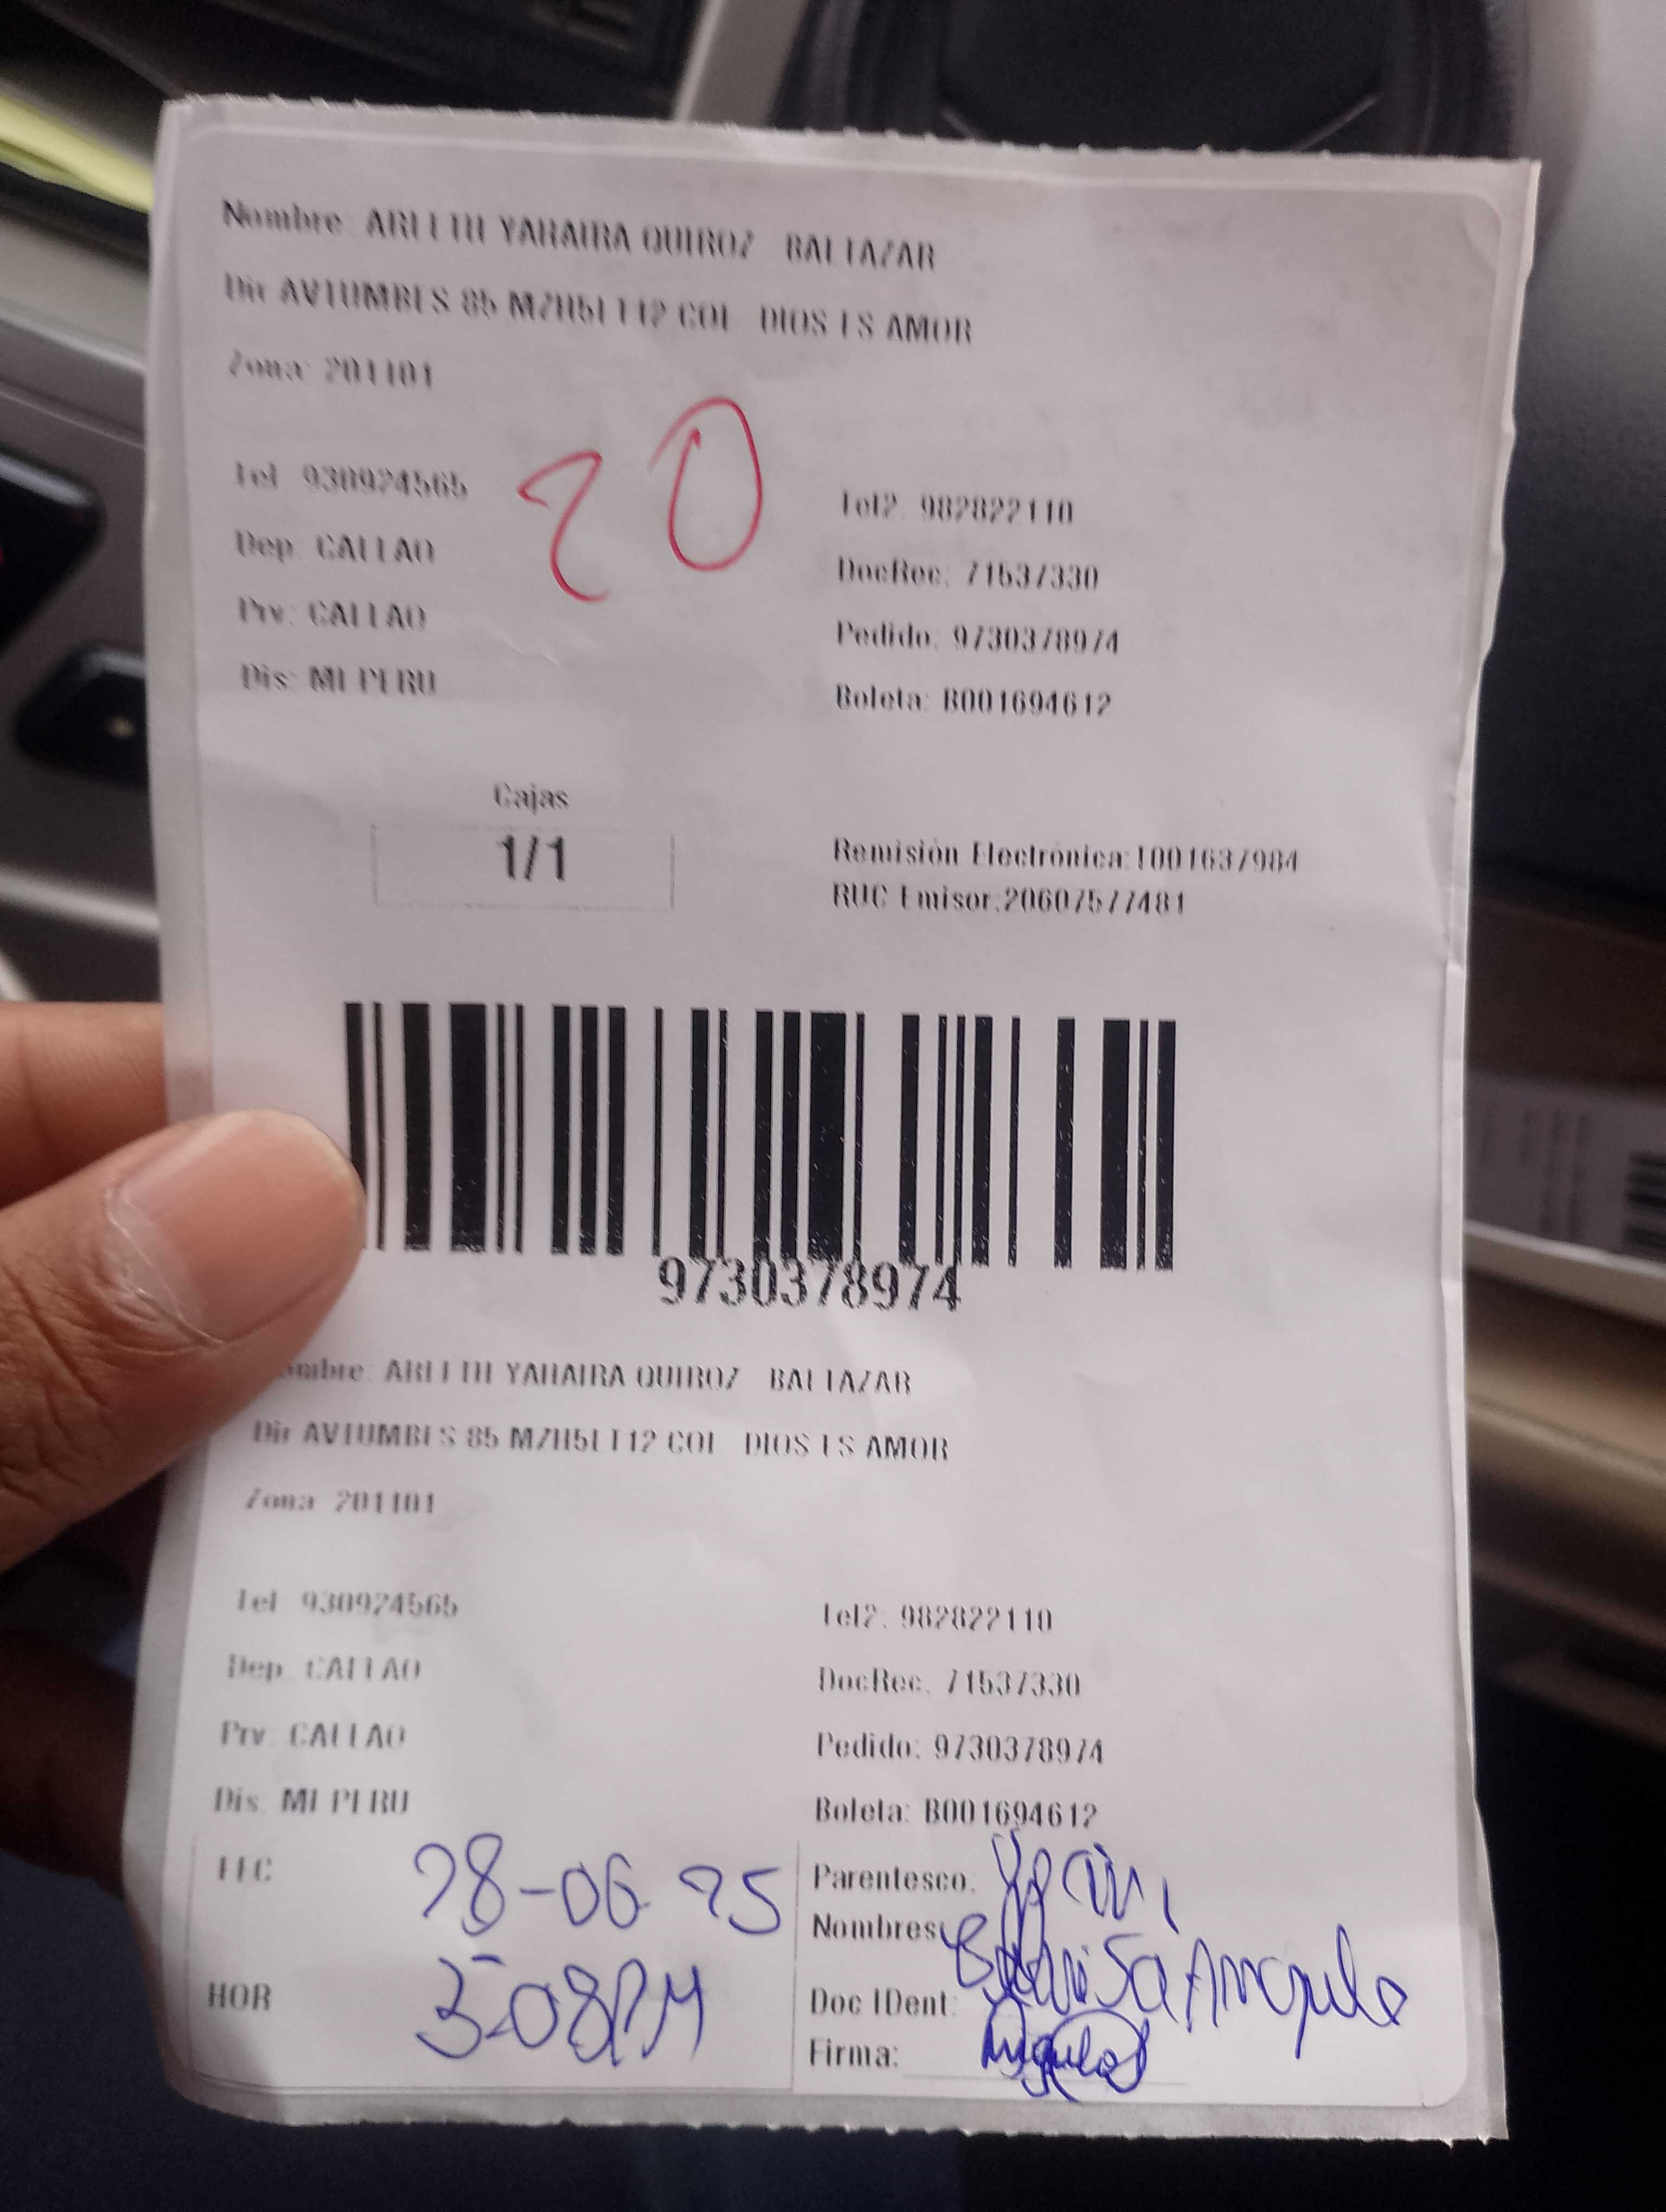 Nombre: ARLETH YAHAIRA QUIROZ BALTAZAR
Dir AVTUMBES 85 MZH5LT12 COL DIOS ES AMOR
Zona: 201101
20
Tel: 930924565 Tel2: 982822110
Dep: CALLAO DocRec: 71537330
Prv: CALLAO Pedido: 9730378974
Dis: MI PERU Boleta: B001694612
Cajas
1/1
Remisión Electrónica:T001637984
RUC Emisor:20607577481
9730378974
ombre: ARLETH YAHAIRA QUIROZ BALTAZAR
Dir AVTUMBES 85 MZH5LT12 COL DIOS ES AMOR
Zona: 201101
Tel: 930924565 Tel2: 982822110
Dep: CALLAO DocRec: 71537330
Prv: CALLAO Pedido: 9730378974
Dis: MI PERU Boleta: B001694612
FEC 28-06-25 Parentesco:
Nombres: Angulo
HOR 5:08PM Doc IDent:
Firma: